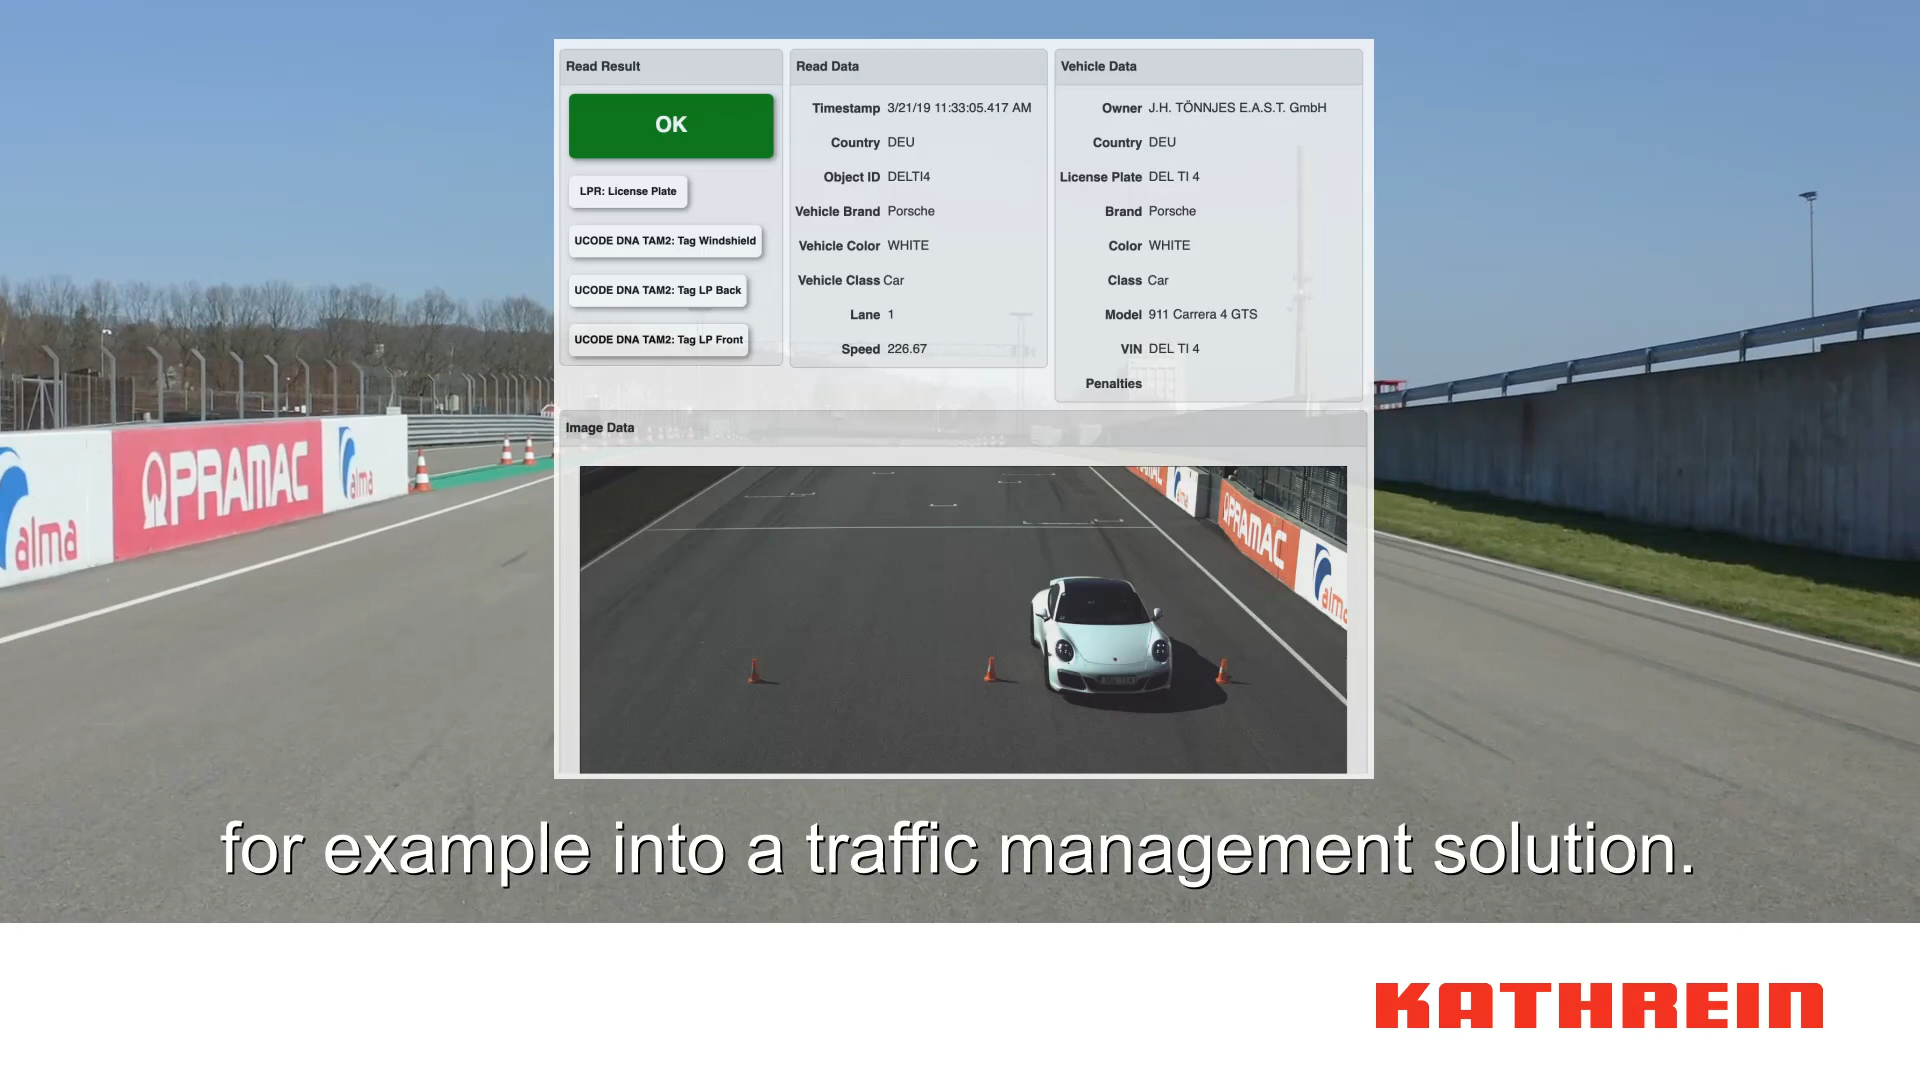 Read Result
OK
LPR: License Plate
UCODE DNA TAM2: Tag Windshield
UCODE DNA TAM2: Tag LP Back
UCODE DNA TAM2: Tag LP Front
Read Data
Timestamp 3/21/19 11:33:05.417 AM
Country DEU
Object ID DELTI4
Vehicle Brand Porsche
Vehicle Color WHITE
Vehicle Class Car
Lane 1
Speed 226.67
Vehicle Data
Owner J.H. TÖNNJES E.A.S.T. GmbH
Country DEU
License Plate DEL TI 4
Brand Porsche
Color WHITE
Class Car
Model 911 Carrera 4 GTS
VIN DEL TI 4
Penalties
Image Data
PRAMAC
alma
alma
PRAMAC
alma
for example into a traffic management solution.
KATHREIN